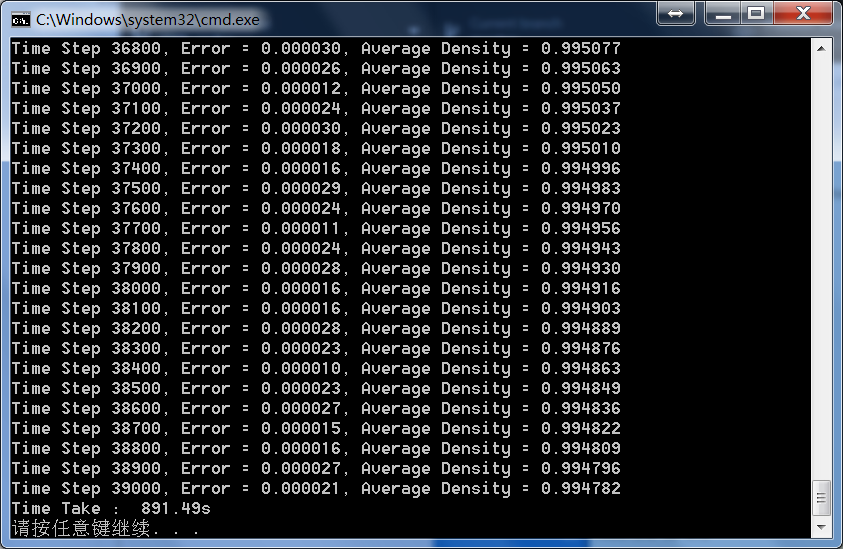 C:\Windows\system32\cmd.exe
Time Step 36800, Error = 0.000030, Average Density = 0.995077
Time Step 36900, Error = 0.000026, Average Density = 0.995063
Time Step 37000, Error = 0.000012, Average Density = 0.995050
Time Step 37100, Error = 0.000024, Average Density = 0.995037
Time Step 37200, Error = 0.000030, Average Density = 0.995023
Time Step 37300, Error = 0.000018, Average Density = 0.995010
Time Step 37400, Error = 0.000016, Average Density = 0.994996
Time Step 37500, Error = 0.000029, Average Density = 0.994983
Time Step 37600, Error = 0.000024, Average Density = 0.994970
Time Step 37700, Error = 0.000011, Average Density = 0.994956
Time Step 37800, Error = 0.000024, Average Density = 0.994943
Time Step 37900, Error = 0.000028, Average Density = 0.994930
Time Step 38000, Error = 0.000016, Average Density = 0.994916
Time Step 38100, Error = 0.000016, Average Density = 0.994903
Time Step 38200, Error = 0.000028, Average Density = 0.994889
Time Step 38300, Error = 0.000023, Average Density = 0.994876
Time Step 38400, Error = 0.000010, Average Density = 0.994863
Time Step 38500, Error = 0.000023, Average Density = 0.994849
Time Step 38600, Error = 0.000027, Average Density = 0.994836
Time Step 38700, Error = 0.000015, Average Density = 0.994822
Time Step 38800, Error = 0.000016, Average Density = 0.994809
Time Step 38900, Error = 0.000027, Average Density = 0.994796
Time Step 39000, Error = 0.000021, Average Density = 0.994782
Time Take :  891.49s
请按任意键继续. . .